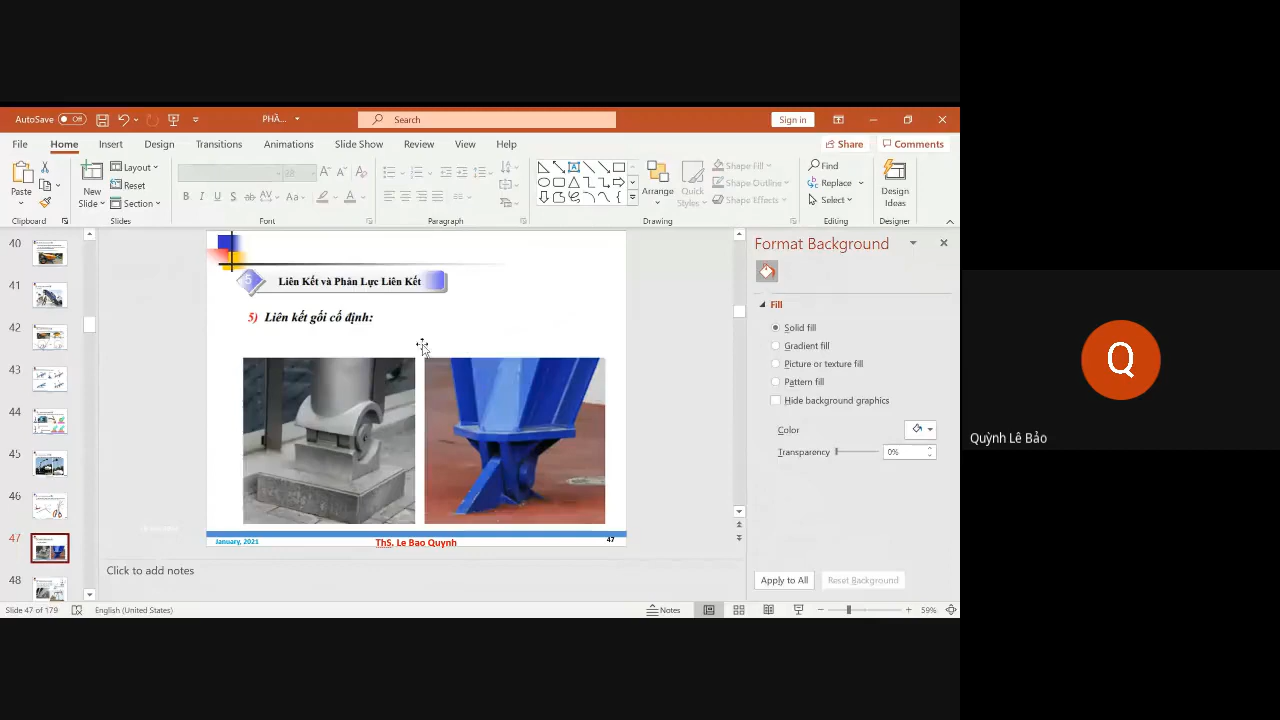 AutoSave Off PHẦ... Search Sign in
File Home Insert Design Transitions Animations Slide Show Review View Help Share Comments
Paste New Slide Layout Reset Section 38 Arrange Quick Styles Shape Fill Shape Outline Shape Effects Find Replace Select Design Ideas
Clipboard Slides Font Paragraph Drawing Editing Designer
40
41
42
43
44
45
46
47
48
5 Liên Kết và Phản Lực Liên Kết
5) Liên kết gối cố định:
January, 2021 ThS. Le Bao Quynh 47
Click to add notes
Format Background
Fill
Solid fill
Gradient fill
Picture or texture fill
Pattern fill
Hide background graphics
Color
Transparency 0%
Apply to All Reset Background
Slide 47 of 179 English (United States) Notes 59%
Q
Quỳnh Lê Bảo